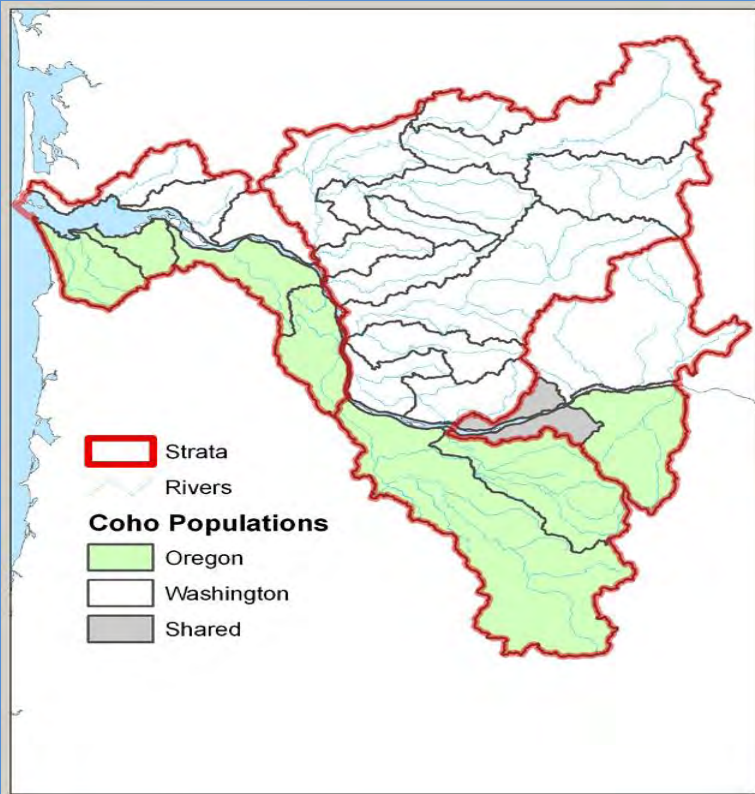 Strata
Rivers
Coho Populations
Oregon
Washington
Shared